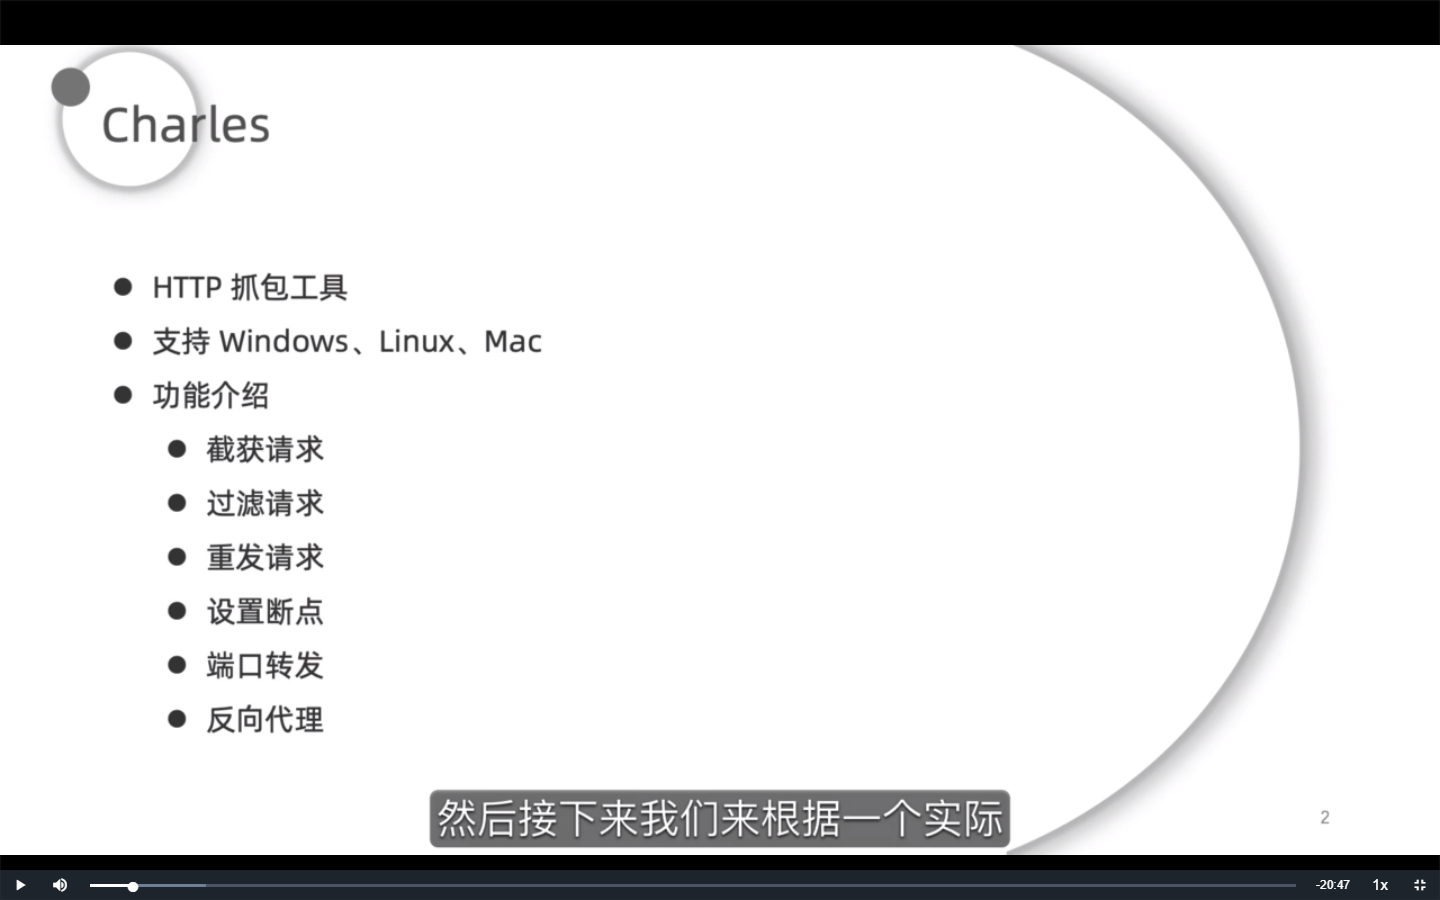 Charles
HTTP 抓包工具
支持 Windows、Linux、Mac
功能介绍
截获请求
过滤请求
重发请求
设置断点
端口转发
反向代理
然后接下来我们来根据一个实际
2
-20:47
1x